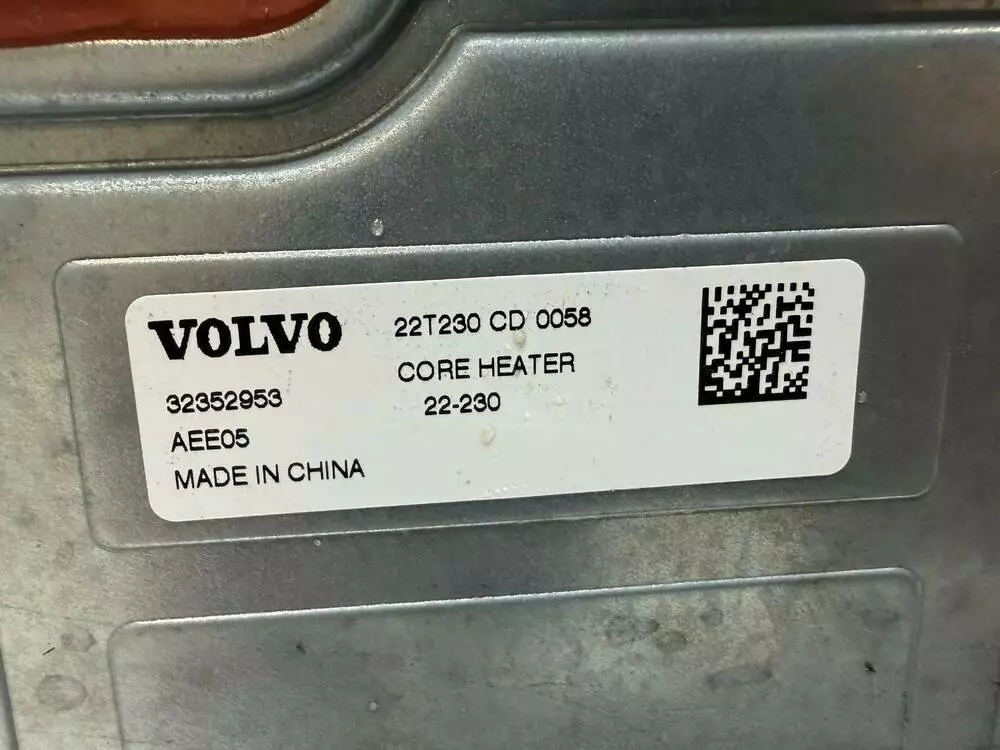 VOLVO
32352953
AEE05
MADE IN CHINA
22T230 CD 0058
CORE HEATER
22-230